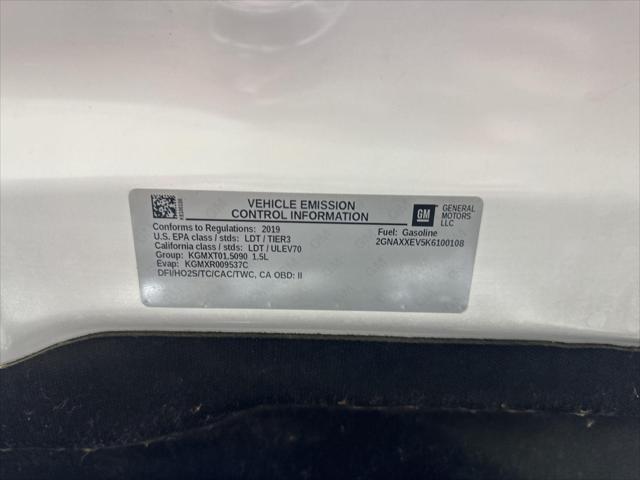 VEHICLE EMISSION
CONTROL INFORMATION
GM
GENERAL
MOTORS
LLC
Conforms to Regulations: 2019
U.S. EPA class / stds: LDT / TIER3
California class / stds: LDT / ULEV70
Group: KGMXT01.5090 1.5L
Evap: KGMXR009537C
DFI/HO2S/TC/CAC/TWC, CA OBD: II
Fuel: Gasoline
2GNAXXEV5K6100108